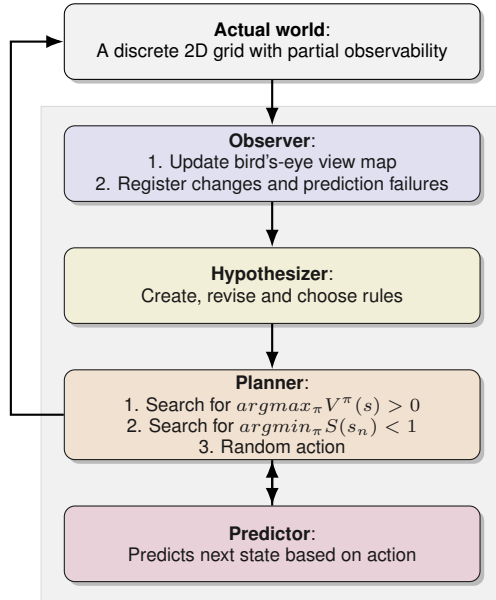 Actual world:
A discrete 2D grid with partial observability
Observer:
1. Update bird's-eye view map
2. Register changes and prediction failures
Hypothesizer:
Create, revise and choose rules
Planner:
1. Search for argmax_π V^π(s) > 0
2. Search for argmin_π S(s_n) < 1
3. Random action
Predictor:
Predicts next state based on action